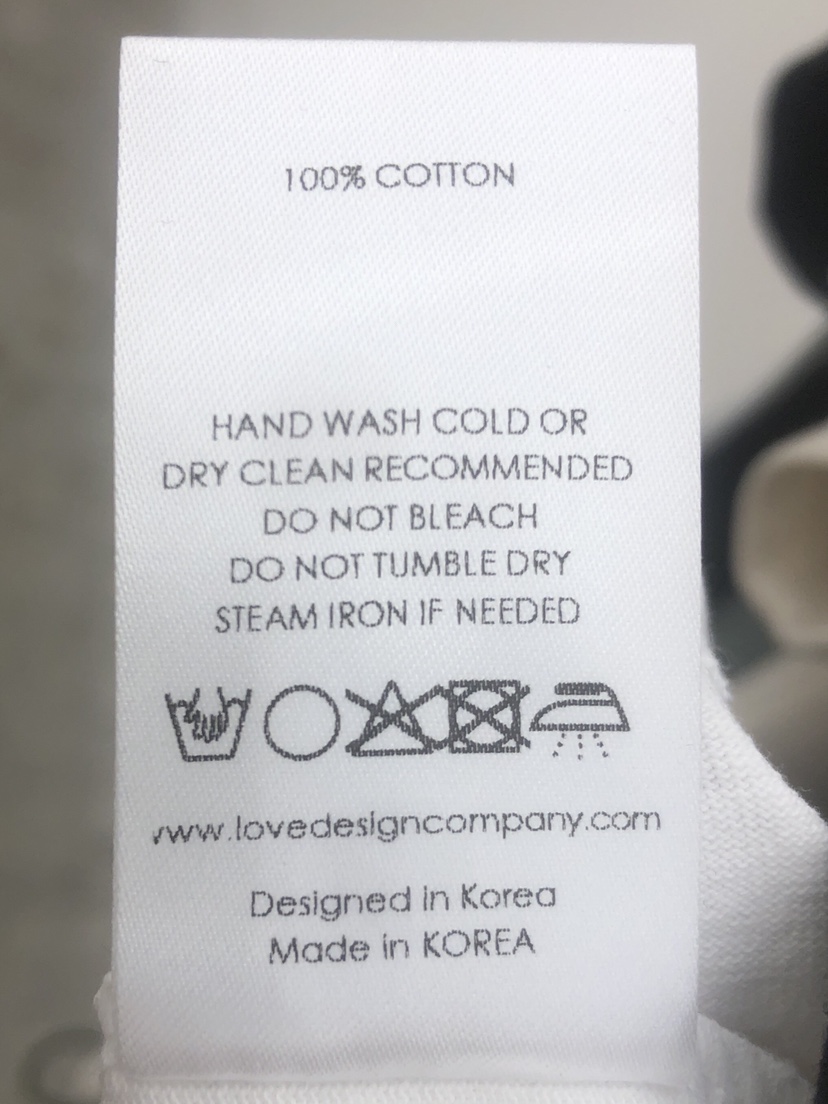 100% COTTON
HAND WASH COLD OR
DRY CLEAN RECOMMENDED
DO NOT BLEACH
DO NOT TUMBLE DRY
STEAM IRON IF NEEDED
www.lovedesigncompany.com
Designed in Korea
Made in KOREA